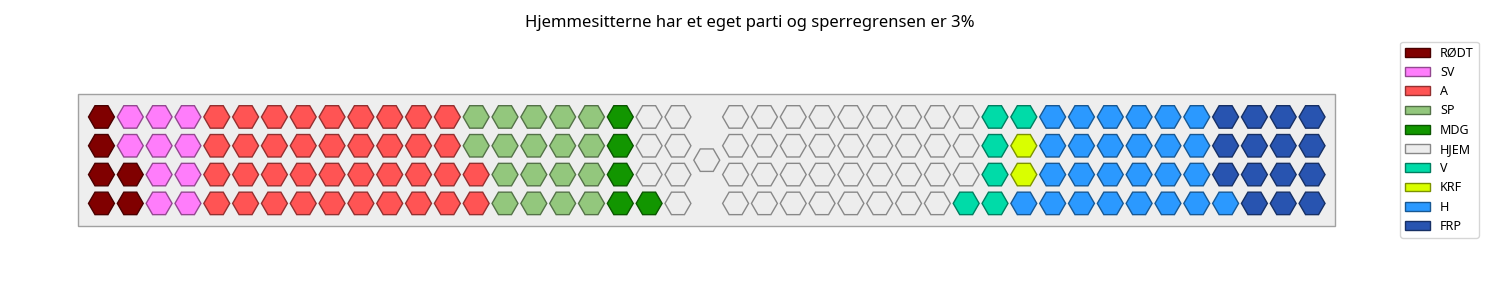 Hjemmesitterne har et eget parti og sperregrensen er 3%
RØDT
SV
A
SP
MDG
HJEM
V
KRF
H
FRP